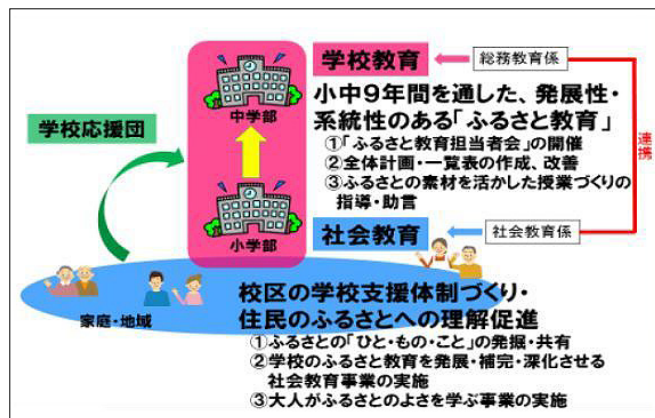 学校教育
総務教育係
小中９年間を通した、発展性・
系統性のある「ふるさと教育」
①「ふるさと教育担当者会」の開催
②全体計画・一覧表の作成、改善
③ふるさとの素材を活かした授業づくりの
指導・助言
連携
中学部
小学部
学校応援団
社会教育
社会教育係
家庭・地域
校区の学校支援体制づくり・
住民のふるさとへの理解促進
①ふるさとの「ひと・もの・こと」の発掘・共有
②学校のふるさと教育を発展・補完・深化させる
社会教育事業の実施
③大人がふるさとのよさを学ぶ事業の実施